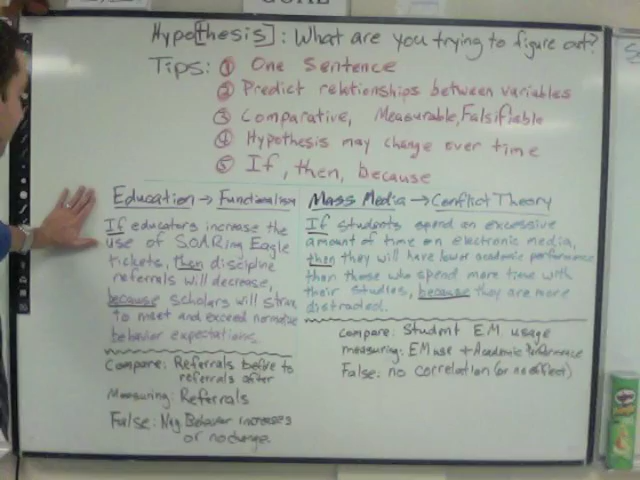 GOAL
Hypo[thesis]: What are you trying to figure out?
Tips: ① One Sentence
② Predict relationships between variables
③ Comparative, Measurable, Falsifiable
④ Hypothesis may change over time
⑤ If, then, because
Education → Functionalism
If educators increase the
use of SOARing Eagle
tickets, then discipline
referrals will decrease,
because scholars will strive
to meet and exceed normative
behavior expectations.
Compare: Referrals before to
referrals after
Measuring: Referrals
False: Neg Behavior increases
or no change.
Mass Media → Conflict Theory
If students spend an excessive
amount of time on electronic media,
then they will have lower academic performance
than those who spend more time with
their studies, because they are more
distracted.
Compare: Student EM usage
measuring: EM use + Academic Performance
False: no correlation (or no effect)
Pringles